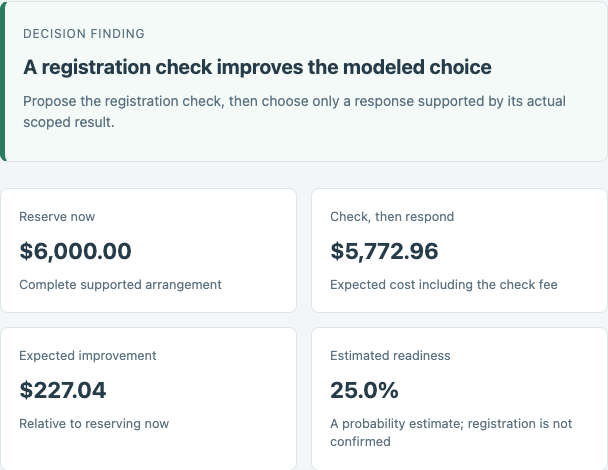 DECISION FINDING
A registration check improves the modeled choice
Propose the registration check, then choose only a response supported by its actual
scoped result.
Reserve now
$6,000.00
Complete supported arrangement
Check, then respond
$5,772.96
Expected cost including the check fee
Expected improvement
$227.04
Relative to reserving now
Estimated readiness
25.0%
A probability estimate; registration is not
confirmed